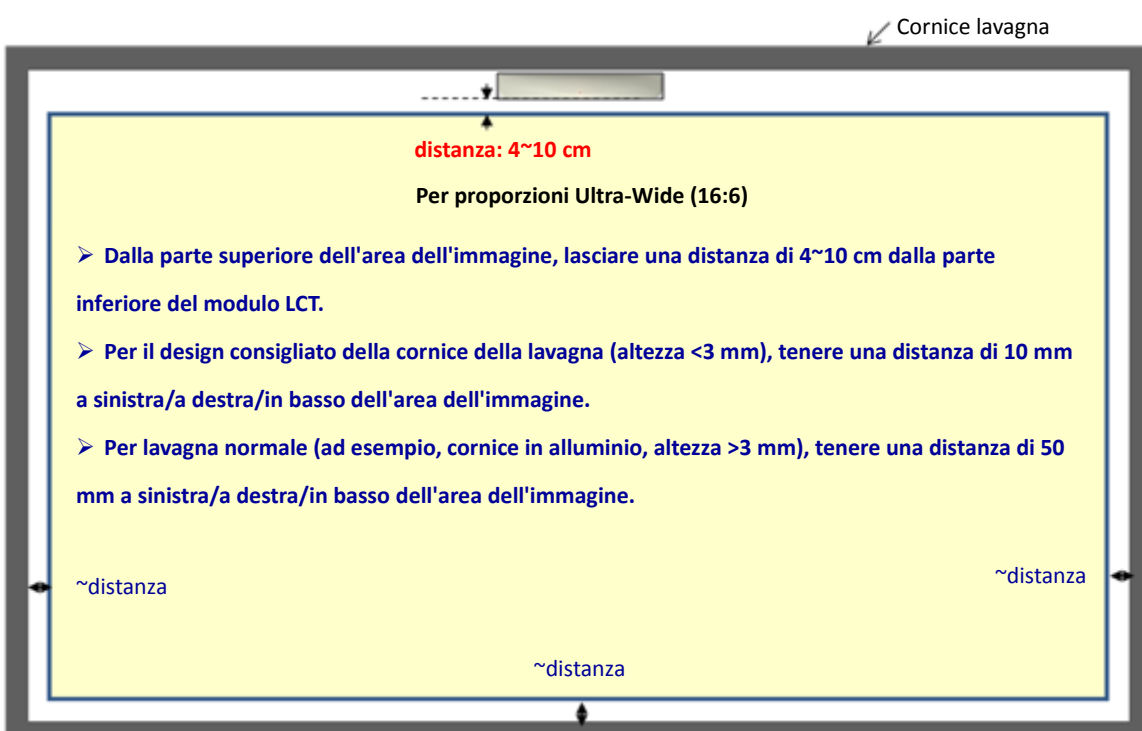 Cornice lavagna
distanza: 4~10 cm
Per proporzioni Ultra-Wide (16:6)
➢ Dalla parte superiore dell'area dell'immagine, lasciare una distanza di 4~10 cm dalla parte
inferiore del modulo LCT.
➢ Per il design consigliato della cornice della lavagna (altezza <3 mm), tenere una distanza di 10 mm
a sinistra/a destra/in basso dell'area dell'immagine.
➢ Per lavagna normale (ad esempio, cornice in alluminio, altezza >3 mm), tenere una distanza di 50
mm a sinistra/a destra/in basso dell'area dell'immagine.
~distanza
~distanza
~distanza